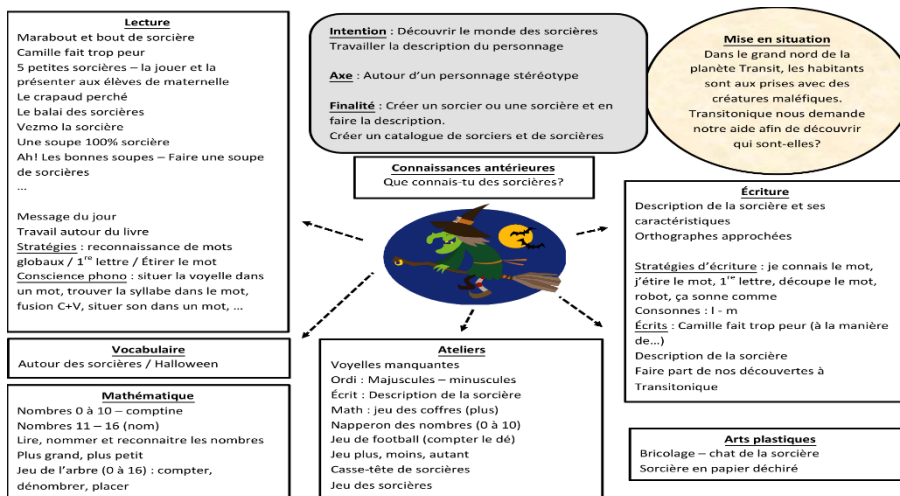 Lecture
Marabout et bout de sorcière
Camille fait trop peur
5 petites sorcières – la jouer et la
présenter aux élèves de maternelle
Le crapaud perché
Le balai des sorcières
Vezmo la sorcière
Une soupe 100% sorcière
Ah! Les bonnes soupes – Faire une soupe
de sorcières
...
Message du jour
Travail autour du livre
Stratégies : reconnaissance de mots
globaux / 1re lettre / Étirer le mot
Conscience phono : situer la voyelle dans
un mot, trouver la syllabe dans le mot,
fusion C+V, situer son dans un mot, ...
Intention : Découvrir le monde des sorcières
Travailler la description du personnage
Axe : Autour d'un personnage stéréotype
Finalité : Créer un sorcier ou une sorcière et en
faire la description.
Créer un catalogue de sorciers et de sorcières
Mise en situation
Dans le grand nord de la
planète Transit, les habitants
sont aux prises avec des
créatures maléfiques.
Transitonique nous demande
notre aide afin de découvrir
qui sont-elles?
Connaissances antérieures
Que connais-tu des sorcières?
Écriture
Description de la sorcière et ses
caractéristiques
Orthographes approchées
Stratégies d'écriture : je connais le mot,
j'étire le mot, 1re lettre, découpe le mot,
robot, ça sonne comme
Consonnes : l - m
Écrits : Camille fait trop peur (à la manière
de...)
Description de la sorcière
Faire part de nos découvertes à
Transitonique
Vocabulaire
Autour des sorcières / Halloween
Mathématique
Nombres 0 à 10 – comptine
Nombres 11 – 16 (nom)
Lire, nommer et reconnaitre les nombres
Plus grand, plus petit
Jeu de l'arbre (0 à 16) : compter,
dénombrer, placer
Ateliers
Voyelles manquantes
Ordi : Majuscules – minuscules
Écrit : Description de la sorcière
Math : jeu des coffres (plus)
Napperon des nombres (0 à 10)
Jeu de football (compter le dé)
Jeu plus, moins, autant
Casse-tête de sorcières
Jeu des sorcières
Arts plastiques
Bricolage – chat de la sorcière
Sorcière en papier déchiré